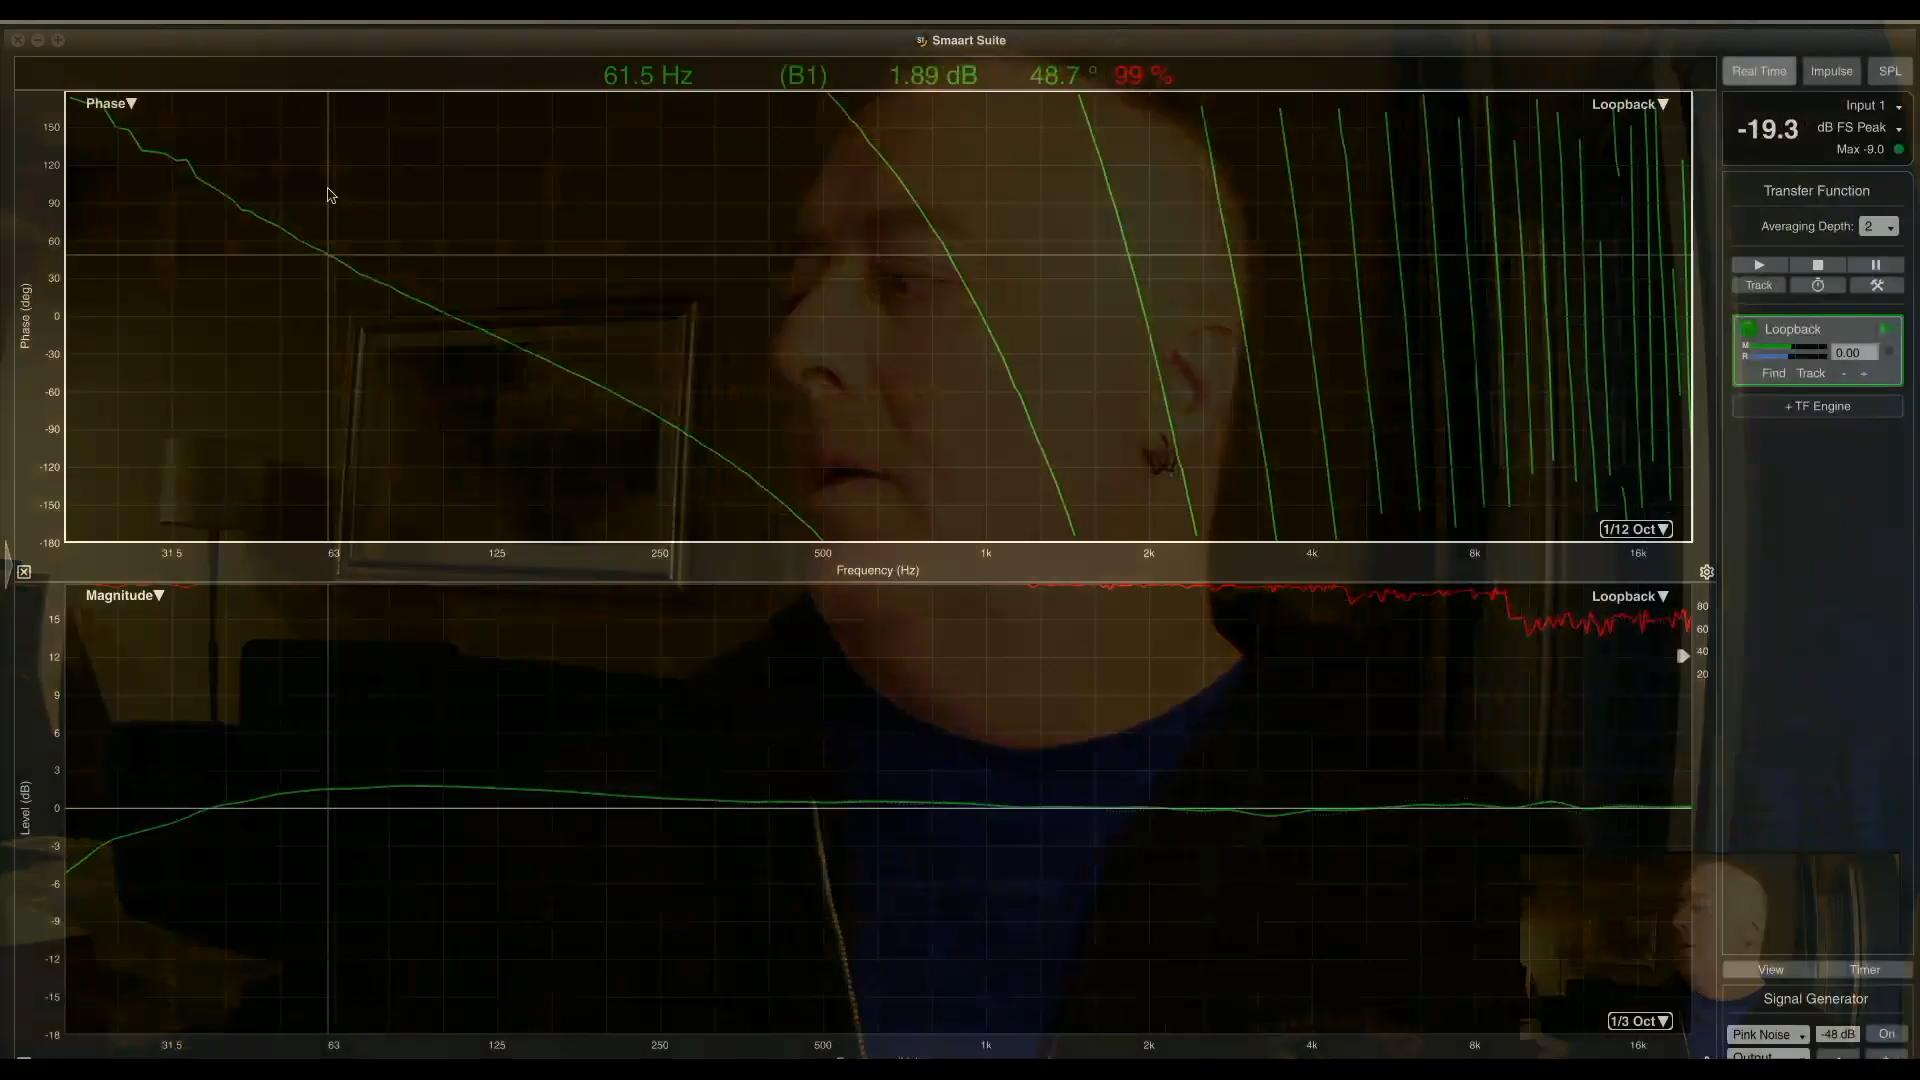 Smaart Suite
61.5 Hz (B1) 1.89 dB 48.7 ° 99 %
Real Time Impulse SPL
Phase▼ Loopback▼
Input 1
-19.3 dB FS Peak
Max -9.0
150
120
90
60
30
0
-30
-60
-90
-120
-150
-180
Phase (deg)
1/12 Oct▼
31.5 63 125 250 500 1k 2k 4k 8k 16k
Frequency (Hz)
Transfer Function
Averaging Depth: 2
Track
Loopback
M
R
0.00
Find Track - +
+ TF Engine
Magnitude▼ Loopback▼
15
12
9
6
3
0
-3
-6
-9
-12
-15
-18
Level (dB)
80
60
40
20
1/3 Oct▼
31.5 63 125 250 500 1k 2k 4k 8k 16k
View Timer
Signal Generator
Pink Noise -48 dB On
Output